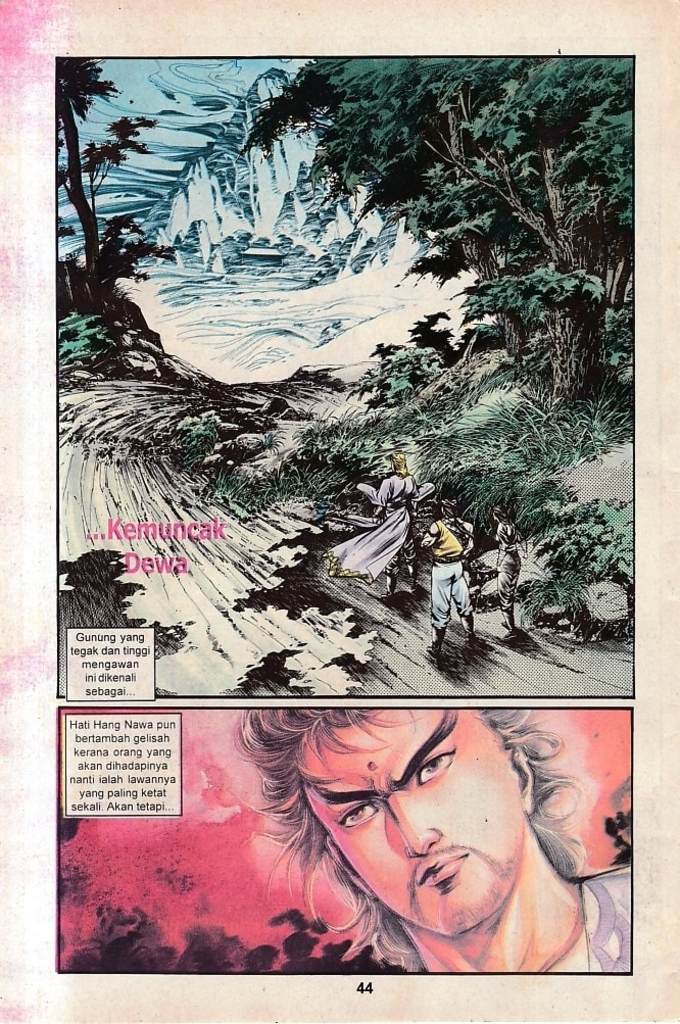 ...Kemuncak
Dewa
Gunung yang
tegak dan tinggi
mengawan
ini dikenali
sebagai...
Hati Hang Nawa pun
bertambah gelisah
kerana orang yang
akan dihadapinya
nanti ialah lawannya
yang paling ketat
sekali. Akan tetapi...
44